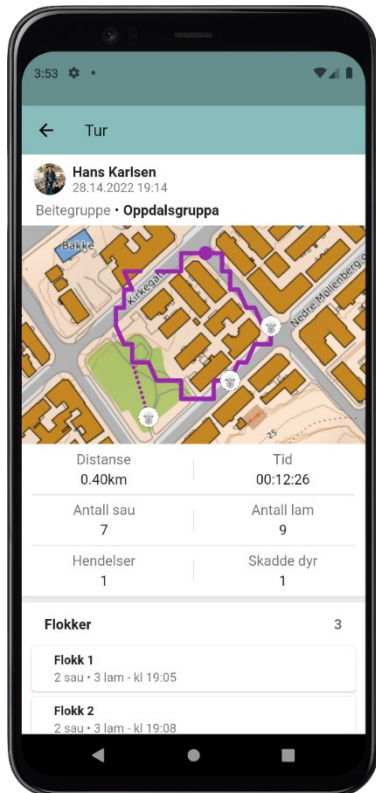 3:53
Tur
Hans Karlsen
28.14.2022 19:14
Beitegruppe • Oppdalsgruppa
Bakke
Kirkega
Nedre Møllenberg g
25
Distanse Tid
0.40km 00:12:26
Antall sau Antall lam
7 9
Hendelser Skadde dyr
1 1
Flokker 3
Flokk 1
2 sau • 3 lam - kl 19:05
Flokk 2
2 sau • 3 lam - kl 19:08